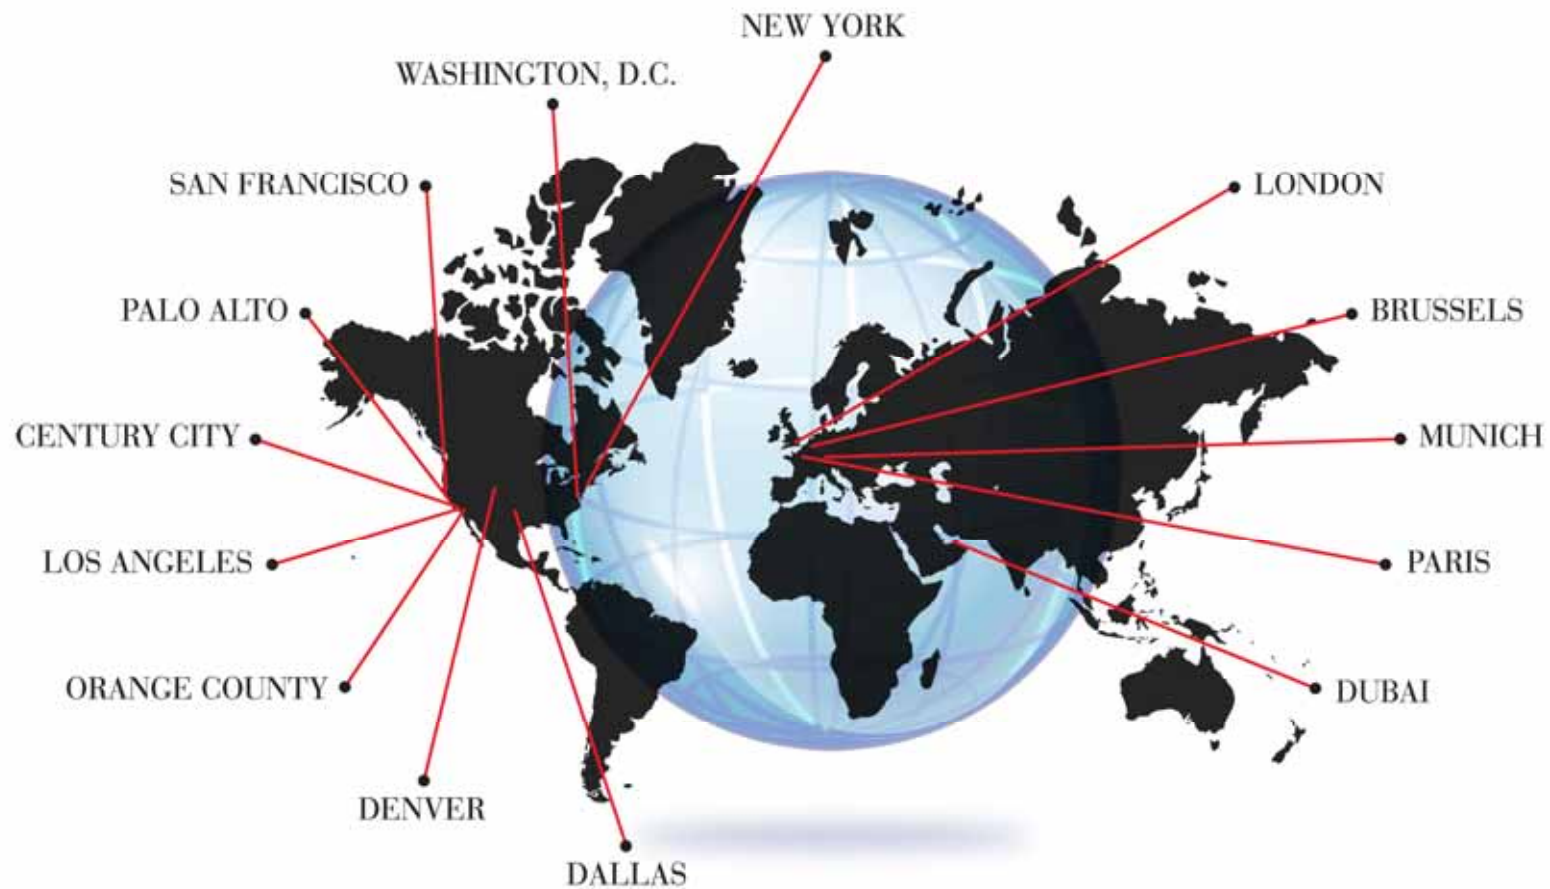 NEW YORK
WASHINGTON, D.C.
SAN FRANCISCO
LONDON
PALO ALTO
BRUSSELS
CENTURY CITY
MUNICH
LOS ANGELES
PARIS
ORANGE COUNTY
DUBAI
DENVER
DALLAS